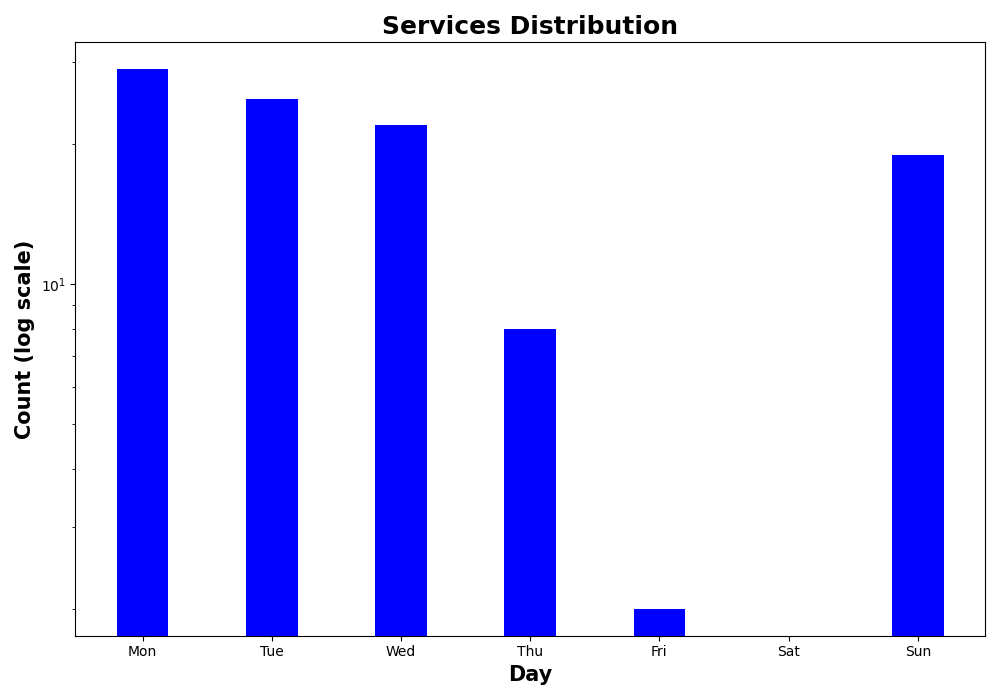 Services Distribution
Count (log scale)
10¹
Mon Tue Wed Thu Fri Sat Sun
Day